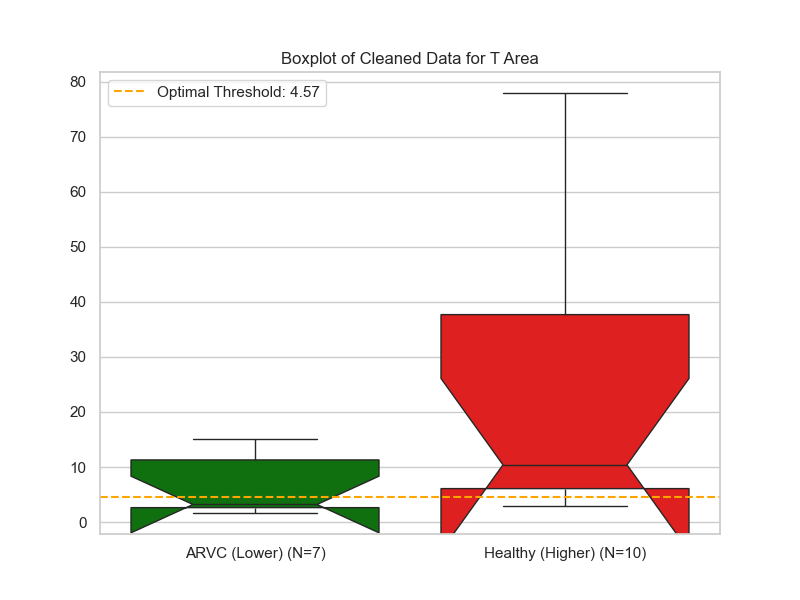 Boxplot of Cleaned Data for T Area
Optimal Threshold: 4.57
80
70
60
50
40
30
20
10
0
ARVC (Lower) (N=7)
Healthy (Higher) (N=10)